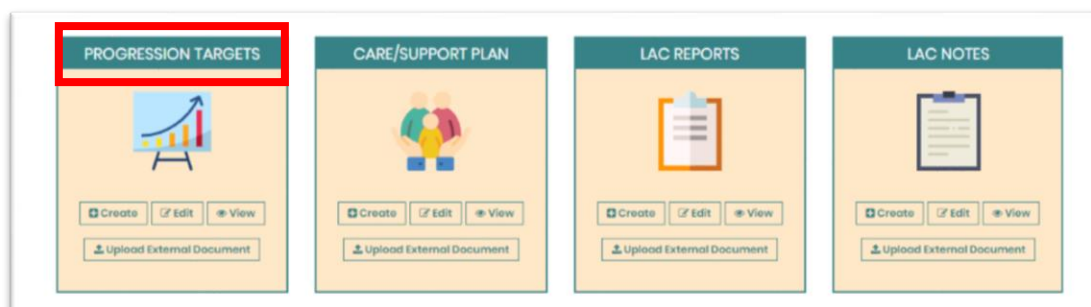 PROGRESSION TARGETS
CARE/SUPPORT PLAN
LAC REPORTS
LAC NOTES
Create Edit View
Create Edit View
Create Edit View
Create Edit View
Upload External Document
Upload External Document
Upload External Document
Upload External Document